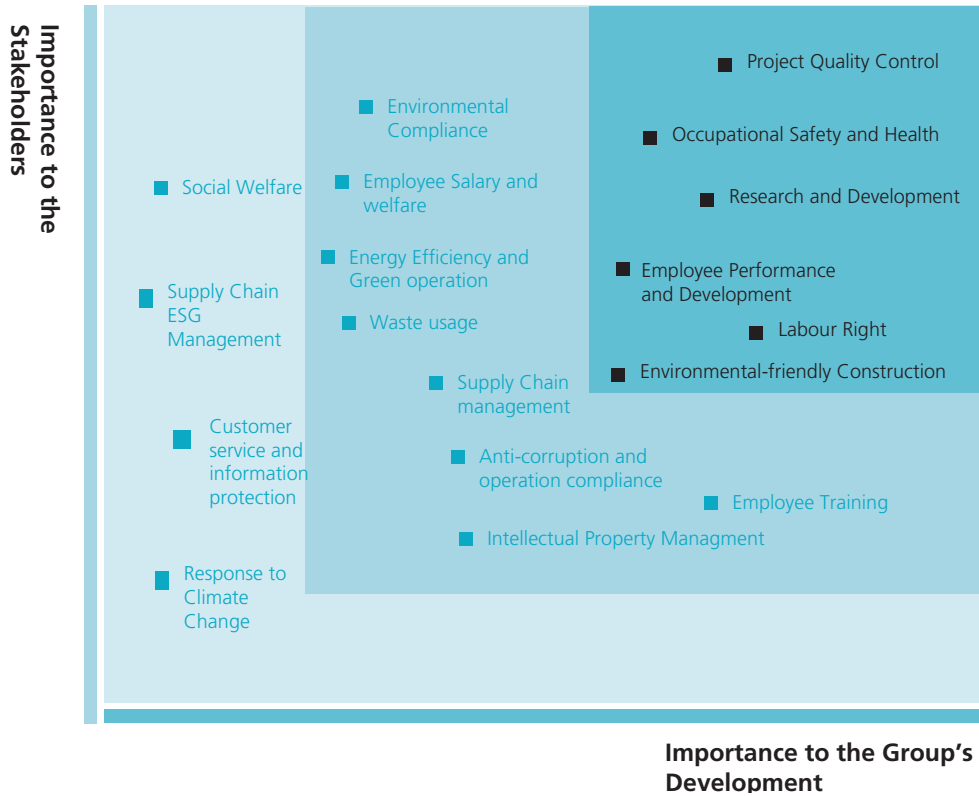 Importance to the
Stakeholders
Project Quality Control
Environmental
Compliance
Occupational Safety and Health
Social Welfare
Employee Salary and
welfare
Research and Development
Energy Efficiency and
Green operation
Employee Performance
and Development
Supply Chain
ESG
Management
Waste usage
Labour Right
Environmental-friendly Construction
Supply Chain
management
Customer
service and
information
protection
Anti-corruption and
operation compliance
Employee Training
Intellectual Property Managment
Response to
Climate
Change
Importance to the Group's
Development